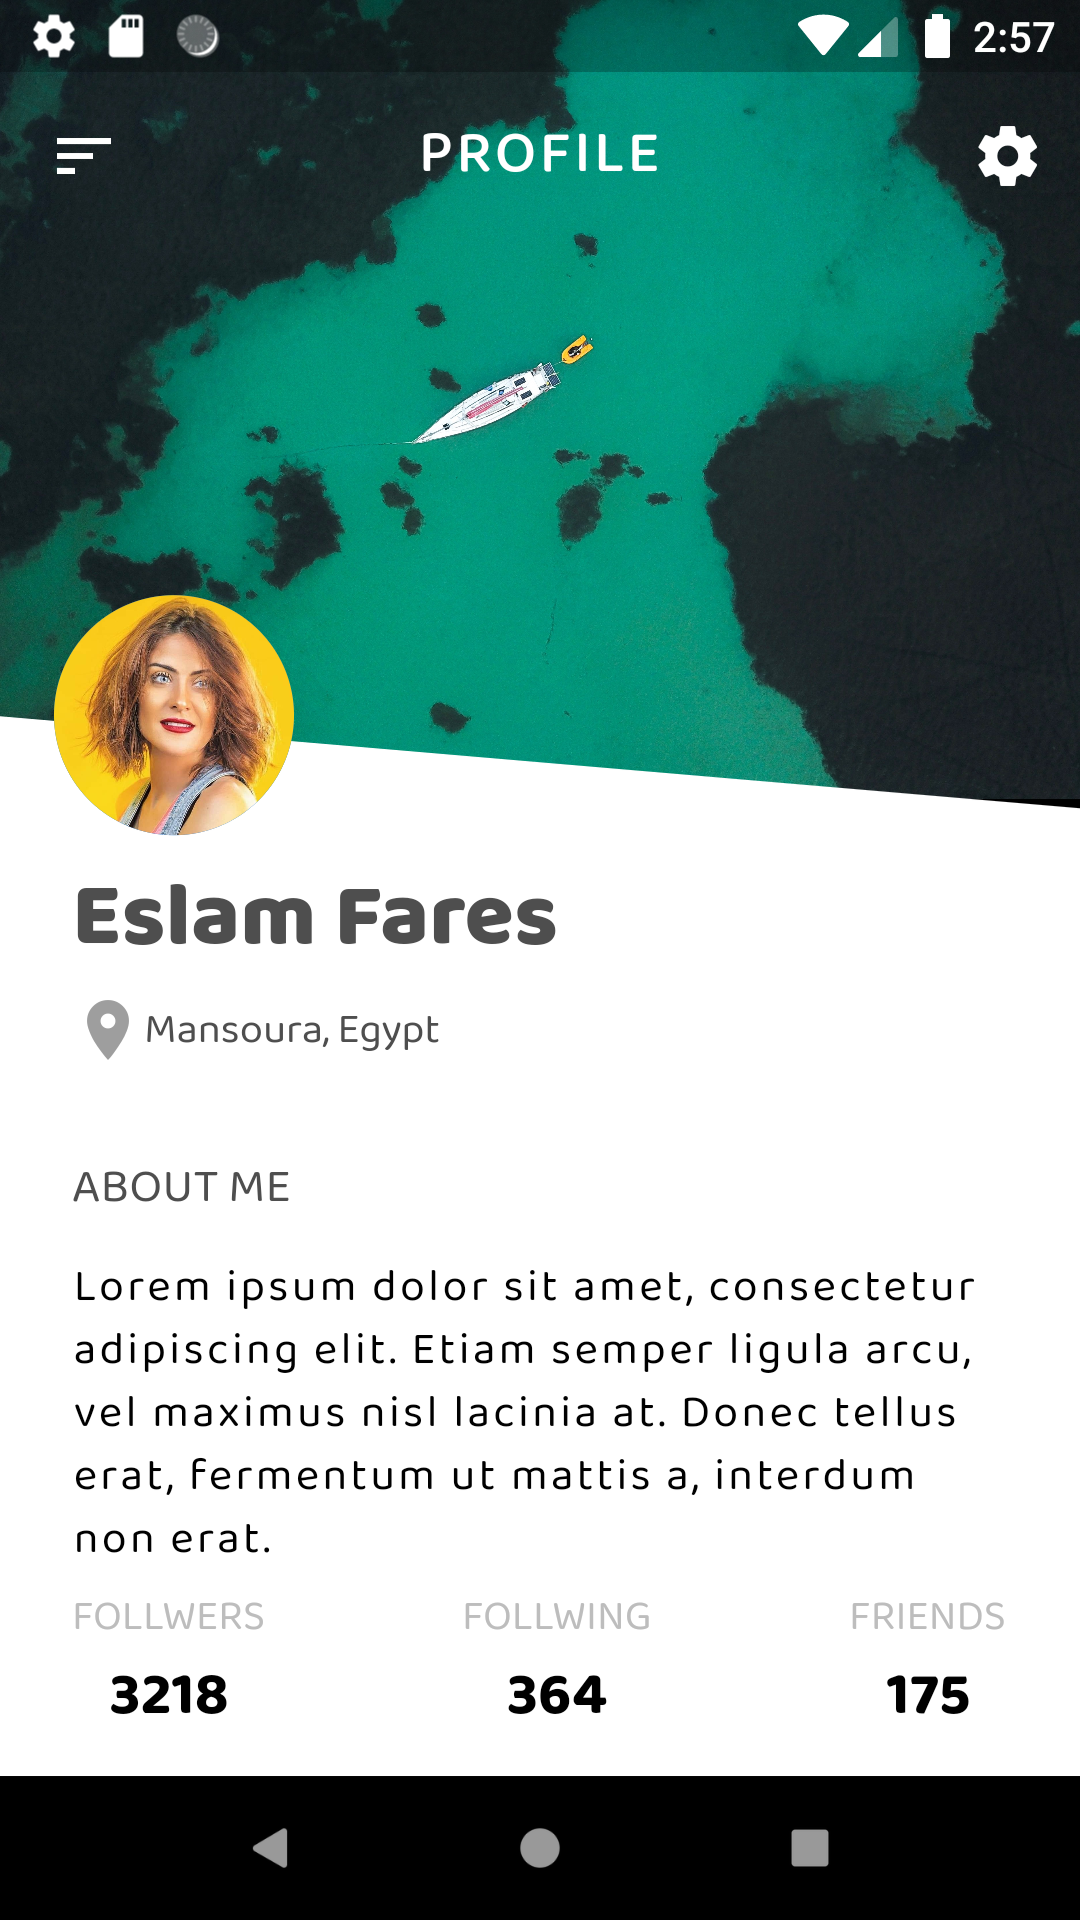 2:57
PROFILE
Eslam Fares
Mansoura, Egypt
ABOUT ME
Lorem ipsum dolor sit amet, consectetur
adipiscing elit. Etiam semper ligula arcu,
vel maximus nisl lacinia at. Donec tellus
erat, fermentum ut mattis a, interdum
non erat.
FOLLWERS FOLLWING FRIENDS
3218 364 175